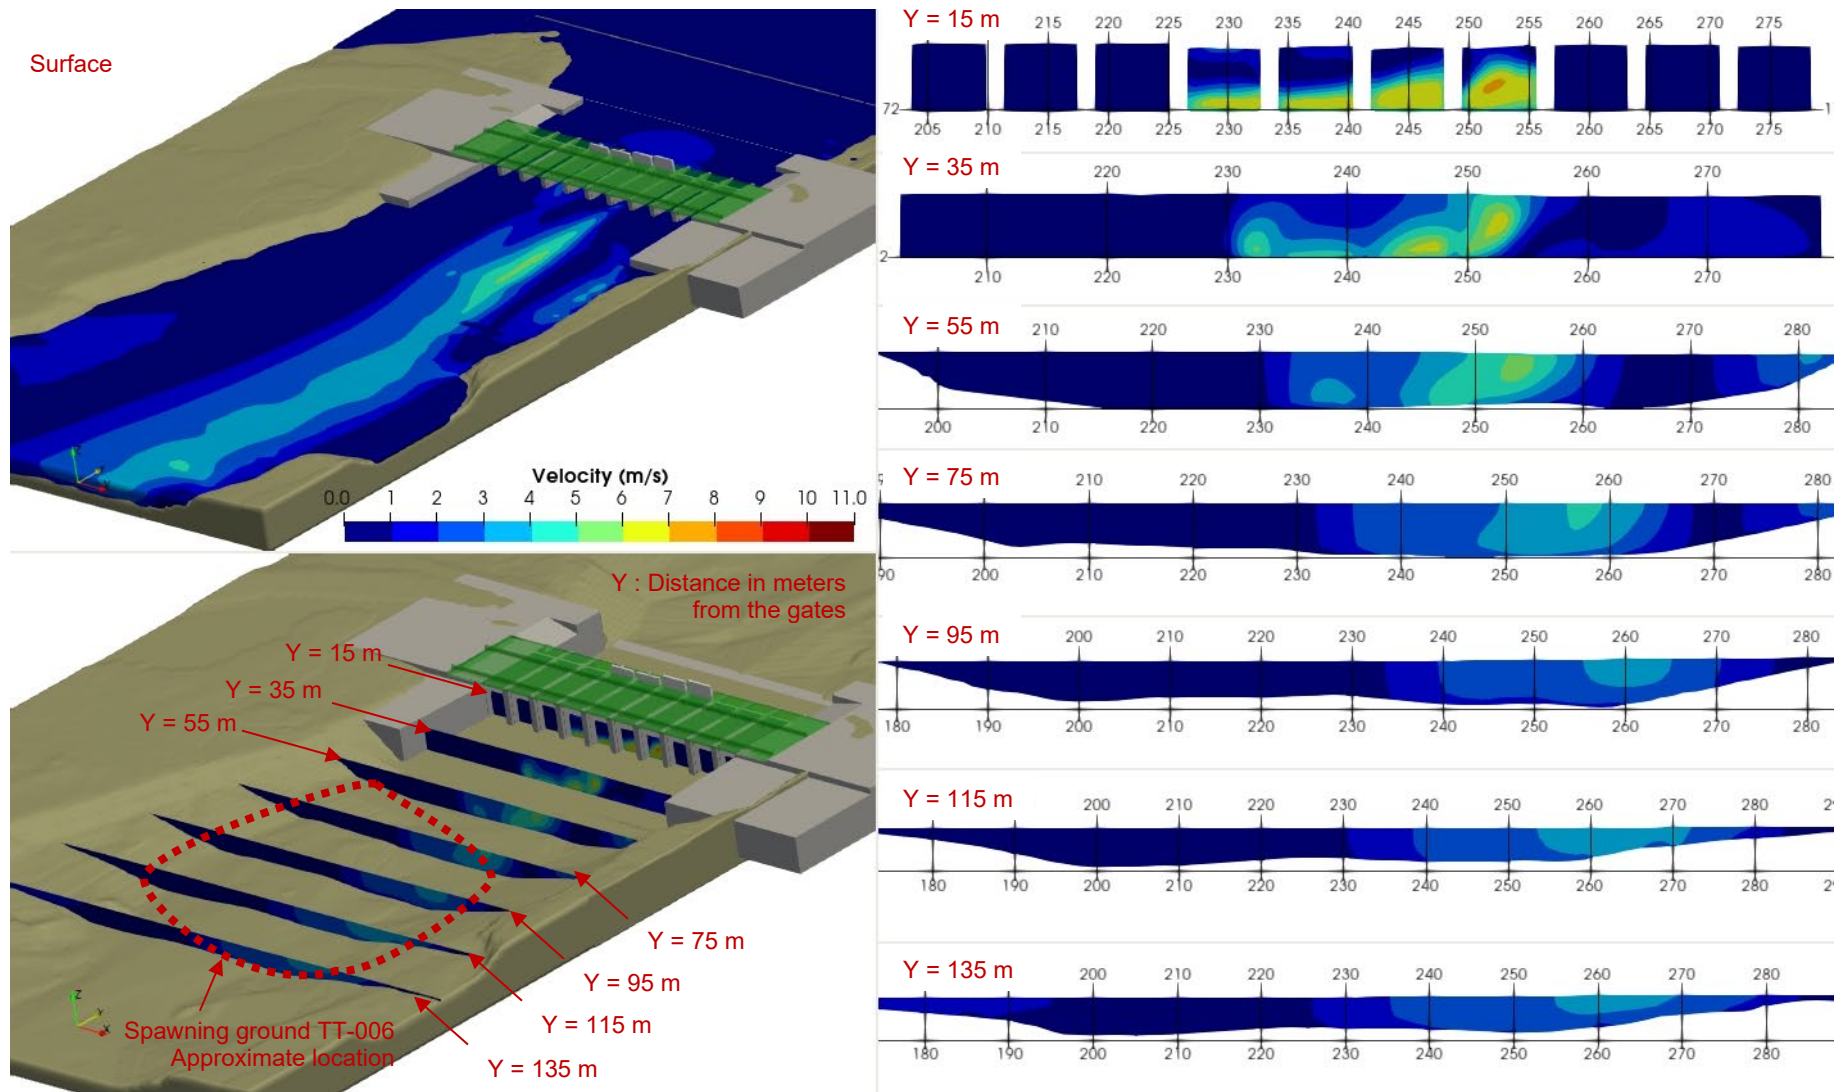 Surface
Velocity (m/s)
0.0 1 2 3 4 5 6 7 8 9 10 11.0
Z
Y
X
Y : Distance in meters
from the gates
Y = 15 m
Y = 35 m
Y = 55 m
Y = 75 m
Y = 95 m
Y = 115 m
Y = 135 m
Spawning ground TT-006
Approximate location
Y = 15 m
215 220 225 230 235 240 245 250 255 260 265 270 275
72 1
205 210 215 220 225 230 235 240 245 250 255 260 265 270 275
Y = 35 m
220 230 240 250 260 270
2
210 220 230 240 250 260 270
Y = 55 m
210 220 230 240 250 260 270 280
200 210 220 230 240 250 260 270 280
Y = 75 m
200 210 220 230 240 250 260 270 280
90 200 210 220 230 240 250 260 270 280
Y = 95 m
200 210 220 230 240 250 260 270 280
180 190 200 210 220 230 240 250 260 270 280
Y = 115 m
200 210 220 230 240 250 260 270 280
180 190 200 210 220 230 240 250 260 270 280
Y = 135 m
200 210 220 230 240 250 260 270 280
180 190 200 210 220 230 240 250 260 270 280